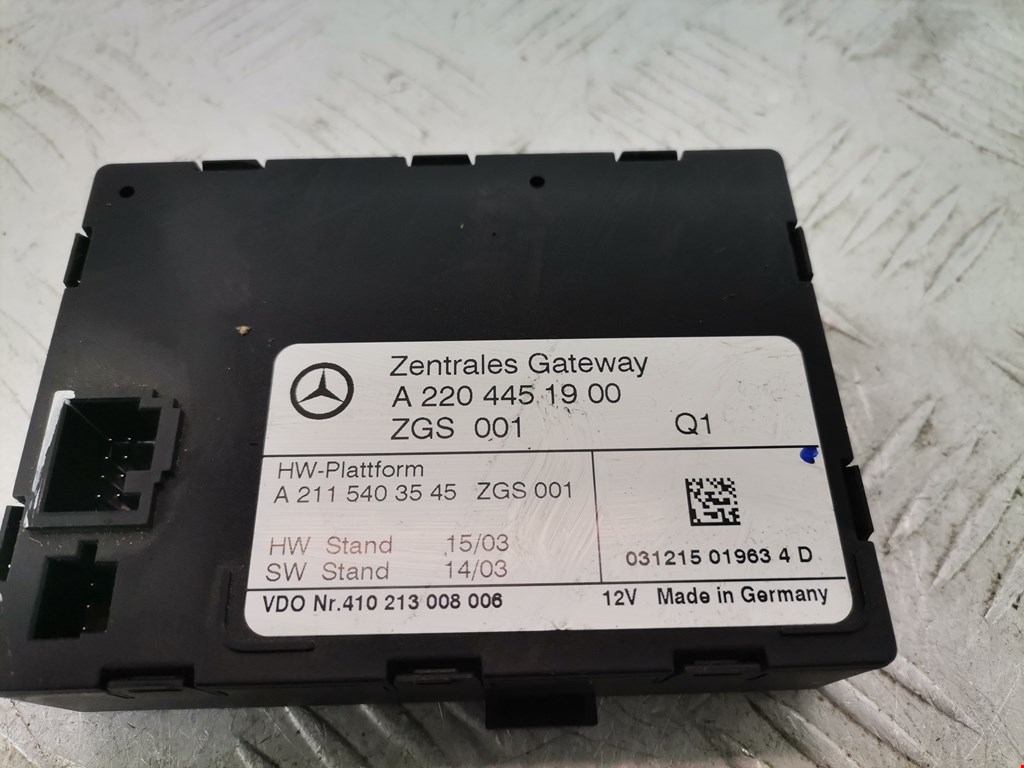 Zentrales Gateway
A 220 445 19 00
ZGS 001 Q1
HW-Plattform
A 211 540 35 45 ZGS 001
HW Stand 15/03
SW Stand 14/03
031215 01963 4 D
VDO Nr.410 213 008 006 12V Made in Germany